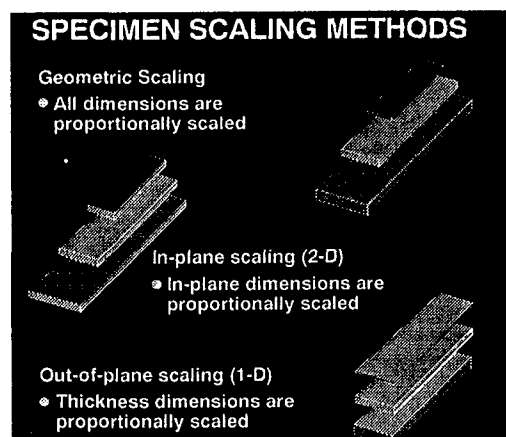 SPECIMEN SCALING METHODS
Geometric Scaling
• All dimensions are
proportionally scaled
In-plane scaling (2-D)
• In-plane dimensions are
proportionally scaled
Out-of-plane scaling (1-D)
• Thickness dimensions are
proportionally scaled